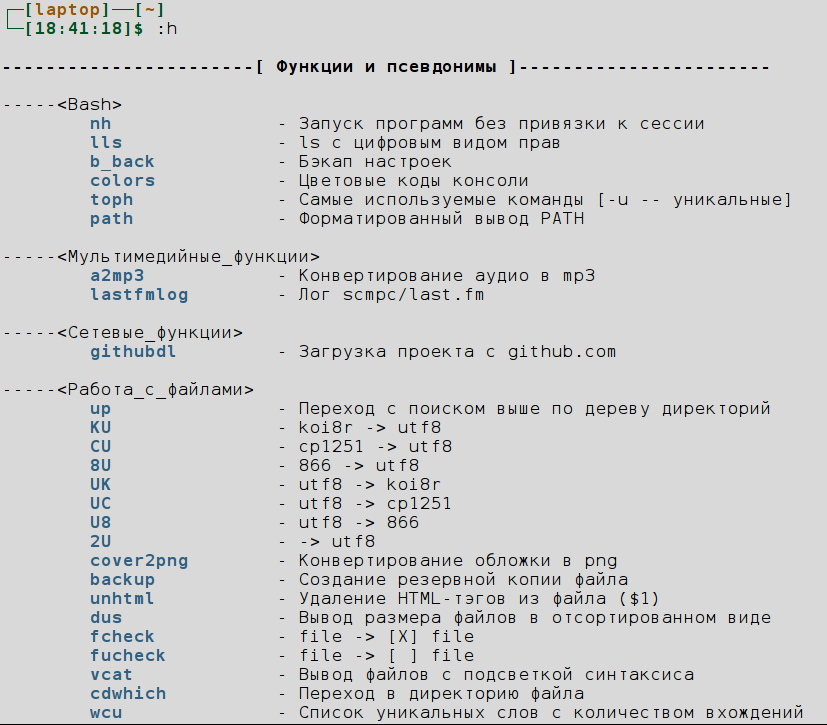 ┌─[laptop]──[~]
└─[18:41:18]$ :h
-----------------------[ Функции и псевдонимы ]-----------------------
-----<Bash>
nh - Запуск программ без привязки к сессии
lls - ls с цифровым видом прав
b_back - Бэкап настроек
colors - Цветовые коды консоли
toph - Самые используемые команды [-u -- уникальные]
path - Форматированный вывод PATH
-----<Мультимедийные_функции>
a2mp3 - Конвертирование аудио в mp3
lastfmlog - Лог scmpc/last.fm
-----<Сетевые_функции>
githubdl - Загрузка проекта с github.com
-----<Работа_с_файлами>
up - Переход с поиском выше по дереву директорий
KU - koi8r -> utf8
CU - cp1251 -> utf8
8U - 866 -> utf8
UK - utf8 -> koi8r
UC - utf8 -> cp1251
U8 - utf8 -> 866
2U - -> utf8
cover2png - Конвертирование обложки в png
backup - Создание резервной копии файла
unhtml - Удаление HTML-тэгов из файла ($1)
dus - Вывод размера файлов в отсортированном виде
fcheck - file -> [X] file
fucheck - file -> [ ] file
vcat - Вывод файлов с подсветкой синтаксиса
cdwhich - Переход в директорию файла
wcu - Список уникальных слов с количеством вхождений